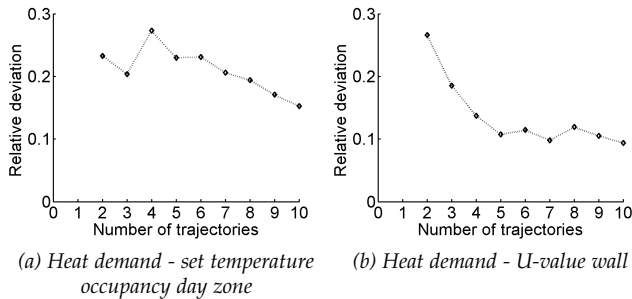 0.3
0.2
0.1
0
Relative deviation
0 1 2 3 4 5 6 7 8 9 10
Number of trajectories
(a) Heat demand - set temperature
occupancy day zone
0.3
0.2
0.1
0
Relative deviation
0 1 2 3 4 5 6 7 8 9 10
Number of trajectories
(b) Heat demand - U-value wall